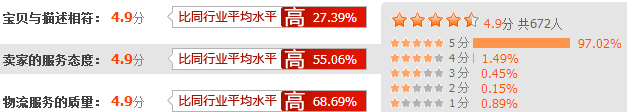 宝贝与描述相符： 4.9分 比同行业平均水平 高 27.39%
卖家的服务态度： 4.9分 比同行业平均水平 高 55.06%
物流服务的质量： 4.9分 比同行业平均水平 高 68.69%
4.9分 共672人
5分 97.02%
4分 1.49%
3分 0.45%
2分 0.15%
1分 0.89%